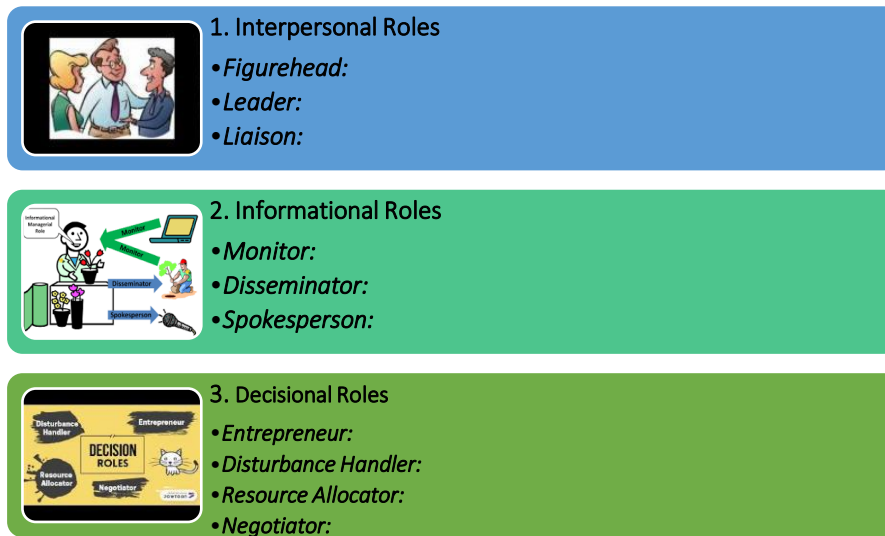 1. Interpersonal Roles
•Figurehead:
•Leader:
•Liaison:
Informational
Managerial
Role
Monitor
Monitor
Disseminator
Spokesperson
2. Informational Roles
•Monitor:
•Disseminator:
•Spokesperson:
Disturbance
Handler
Entrepreneur
DECISION
ROLES
Resource
Allocator
Negotiator
POWTOON
3. Decisional Roles
•Entrepreneur:
•Disturbance Handler:
•Resource Allocator:
•Negotiator: